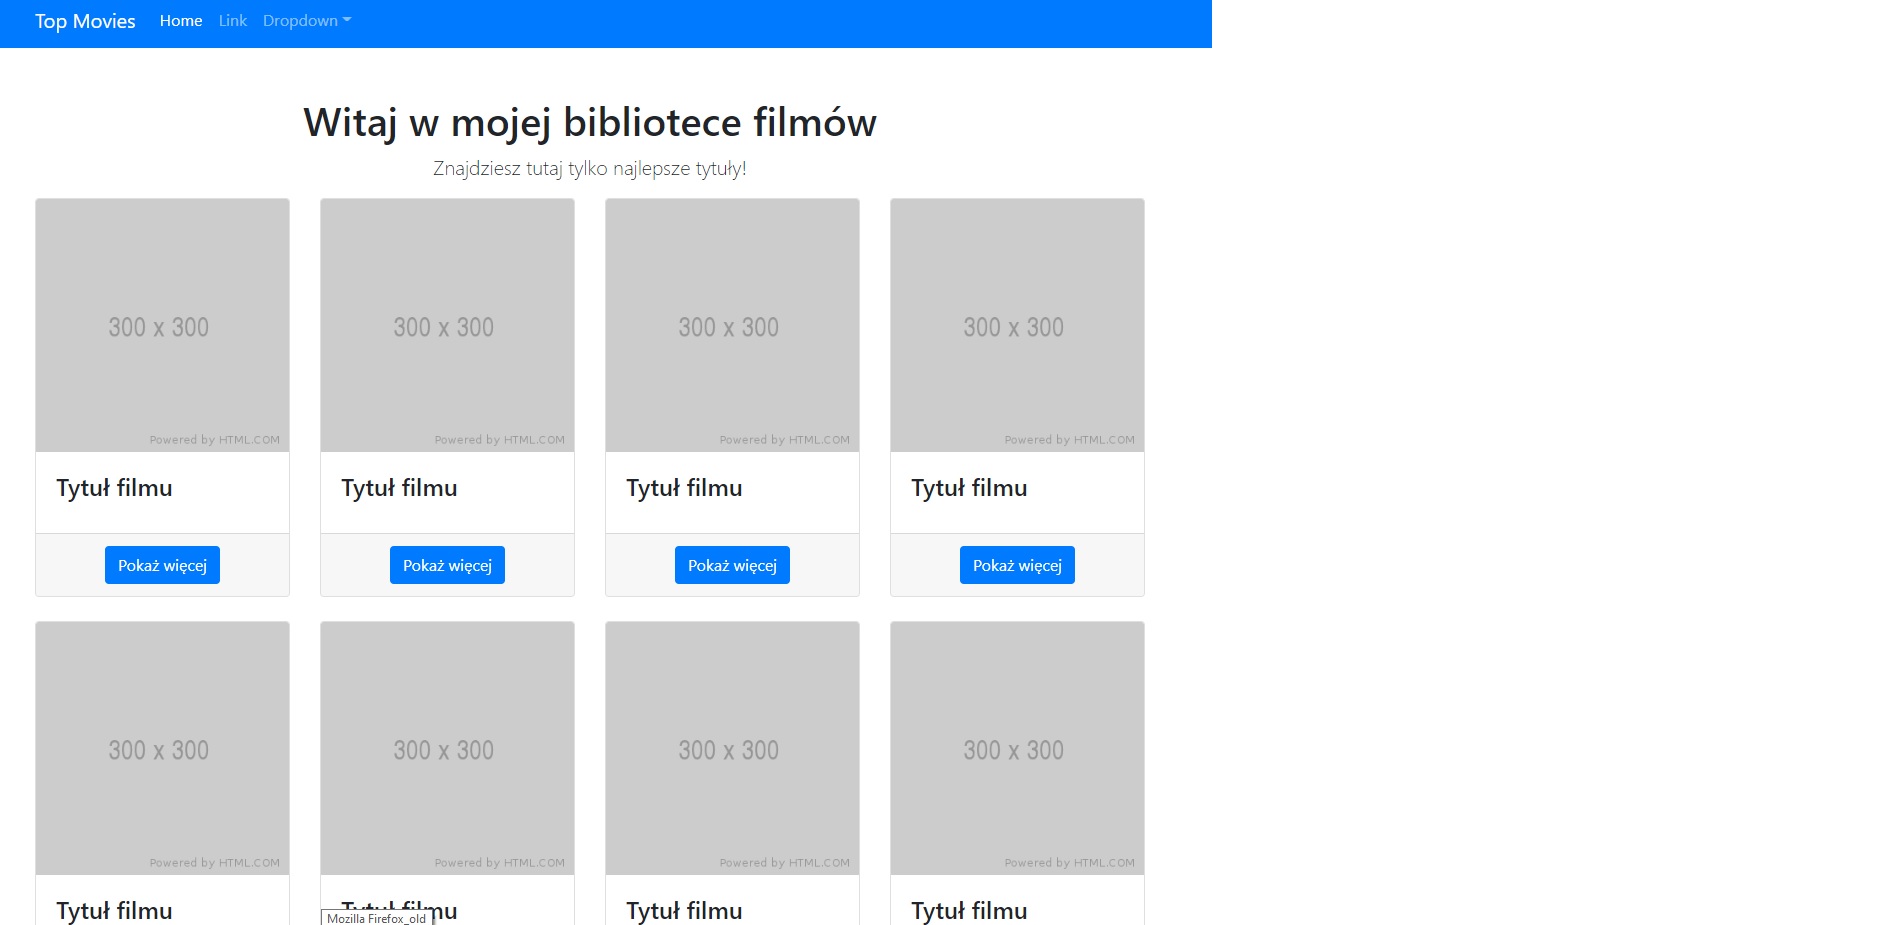 Top Movies Home Link Dropdown
Witaj w mojej bibliotece filmów
Znajdziesz tutaj tylko najlepsze tytuły!
300 x 300 300 x 300 300 x 300 300 x 300
Powered by HTML.COM Powered by HTML.COM Powered by HTML.COM Powered by HTML.COM
Tytuł filmu Tytuł filmu Tytuł filmu Tytuł filmu
Pokaż więcej Pokaż więcej Pokaż więcej Pokaż więcej
300 x 300 300 x 300 300 x 300 300 x 300
Powered by HTML.COM Powered by HTML.COM Powered by HTML.COM Powered by HTML.COM
Tytuł filmu Tytuł filmu Tytuł filmu Tytuł filmu
Mozilla Firefox_old